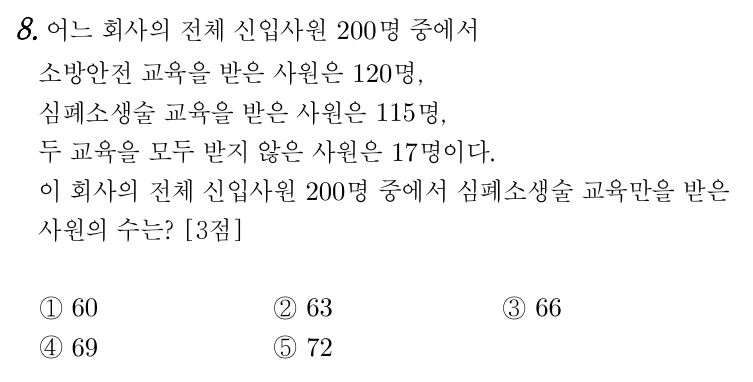 8. 어느 회사의 전체 신입사원 200명 중에서
소방안전 교육을 받은 사원은 120명,
심폐소생술 교육을 받은 사원은 115명,
두 교육을 모두 받지 않은 사원은 17명이다.
이 회사의 전체 신입사원 200명 중에서 심폐소생술 교육만을 받은
사원의 수는? [3점]
① 60 ② 63 ③ 66
④ 69 ⑤ 72